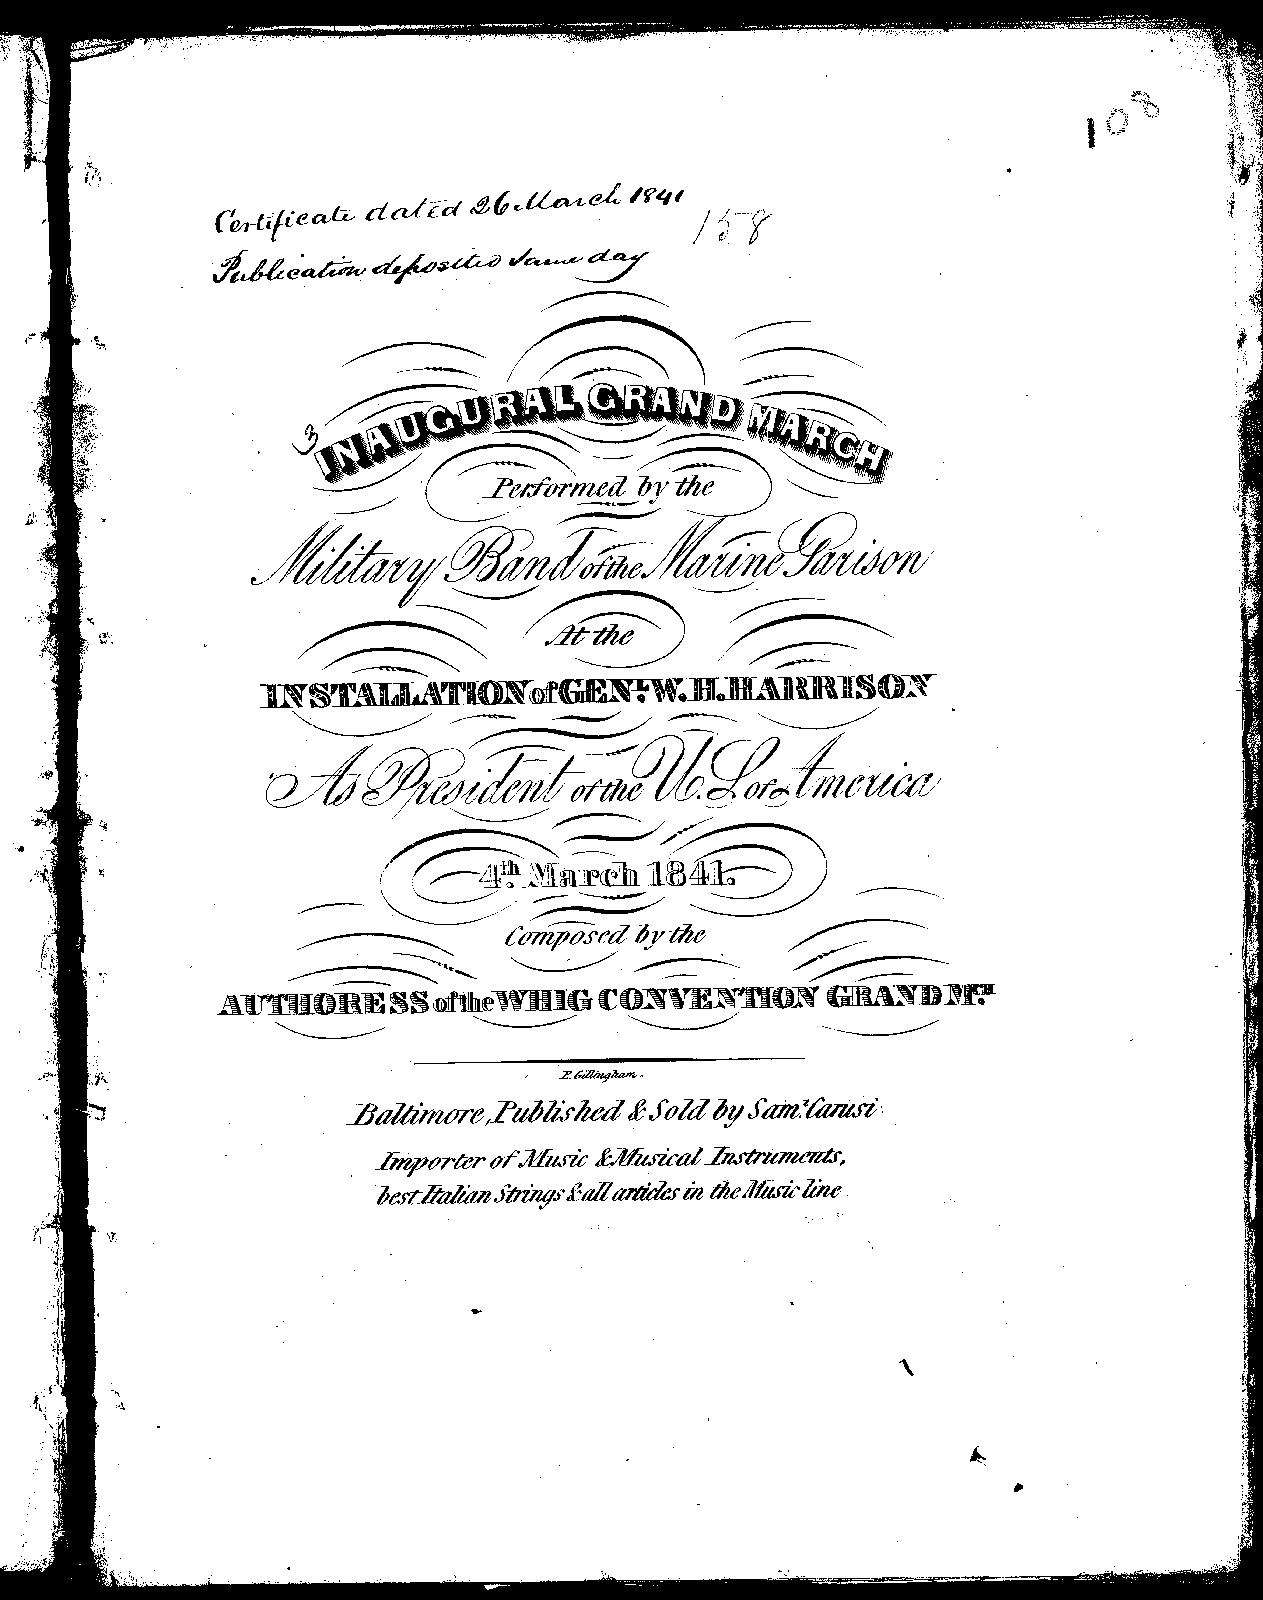 108
Certificate dated 26 March 1841
158
Publication deposited same day
INAUGURAL GRAND MARCH
Performed by the
Military Band of the Marine Garison
At the
INSTALLATION of GENL. W. H. HARRISON
As President of the U. S. of America
4th. March 1841.
Composed by the
AUTHORESS of the WHIG CONVENTION GRAND MCH.
E. Gillingham.
Baltimore, Published & Sold by Saml. Carusi
Importer of Music & Musical Instruments,
best Italian Strings & all articles in the Music line